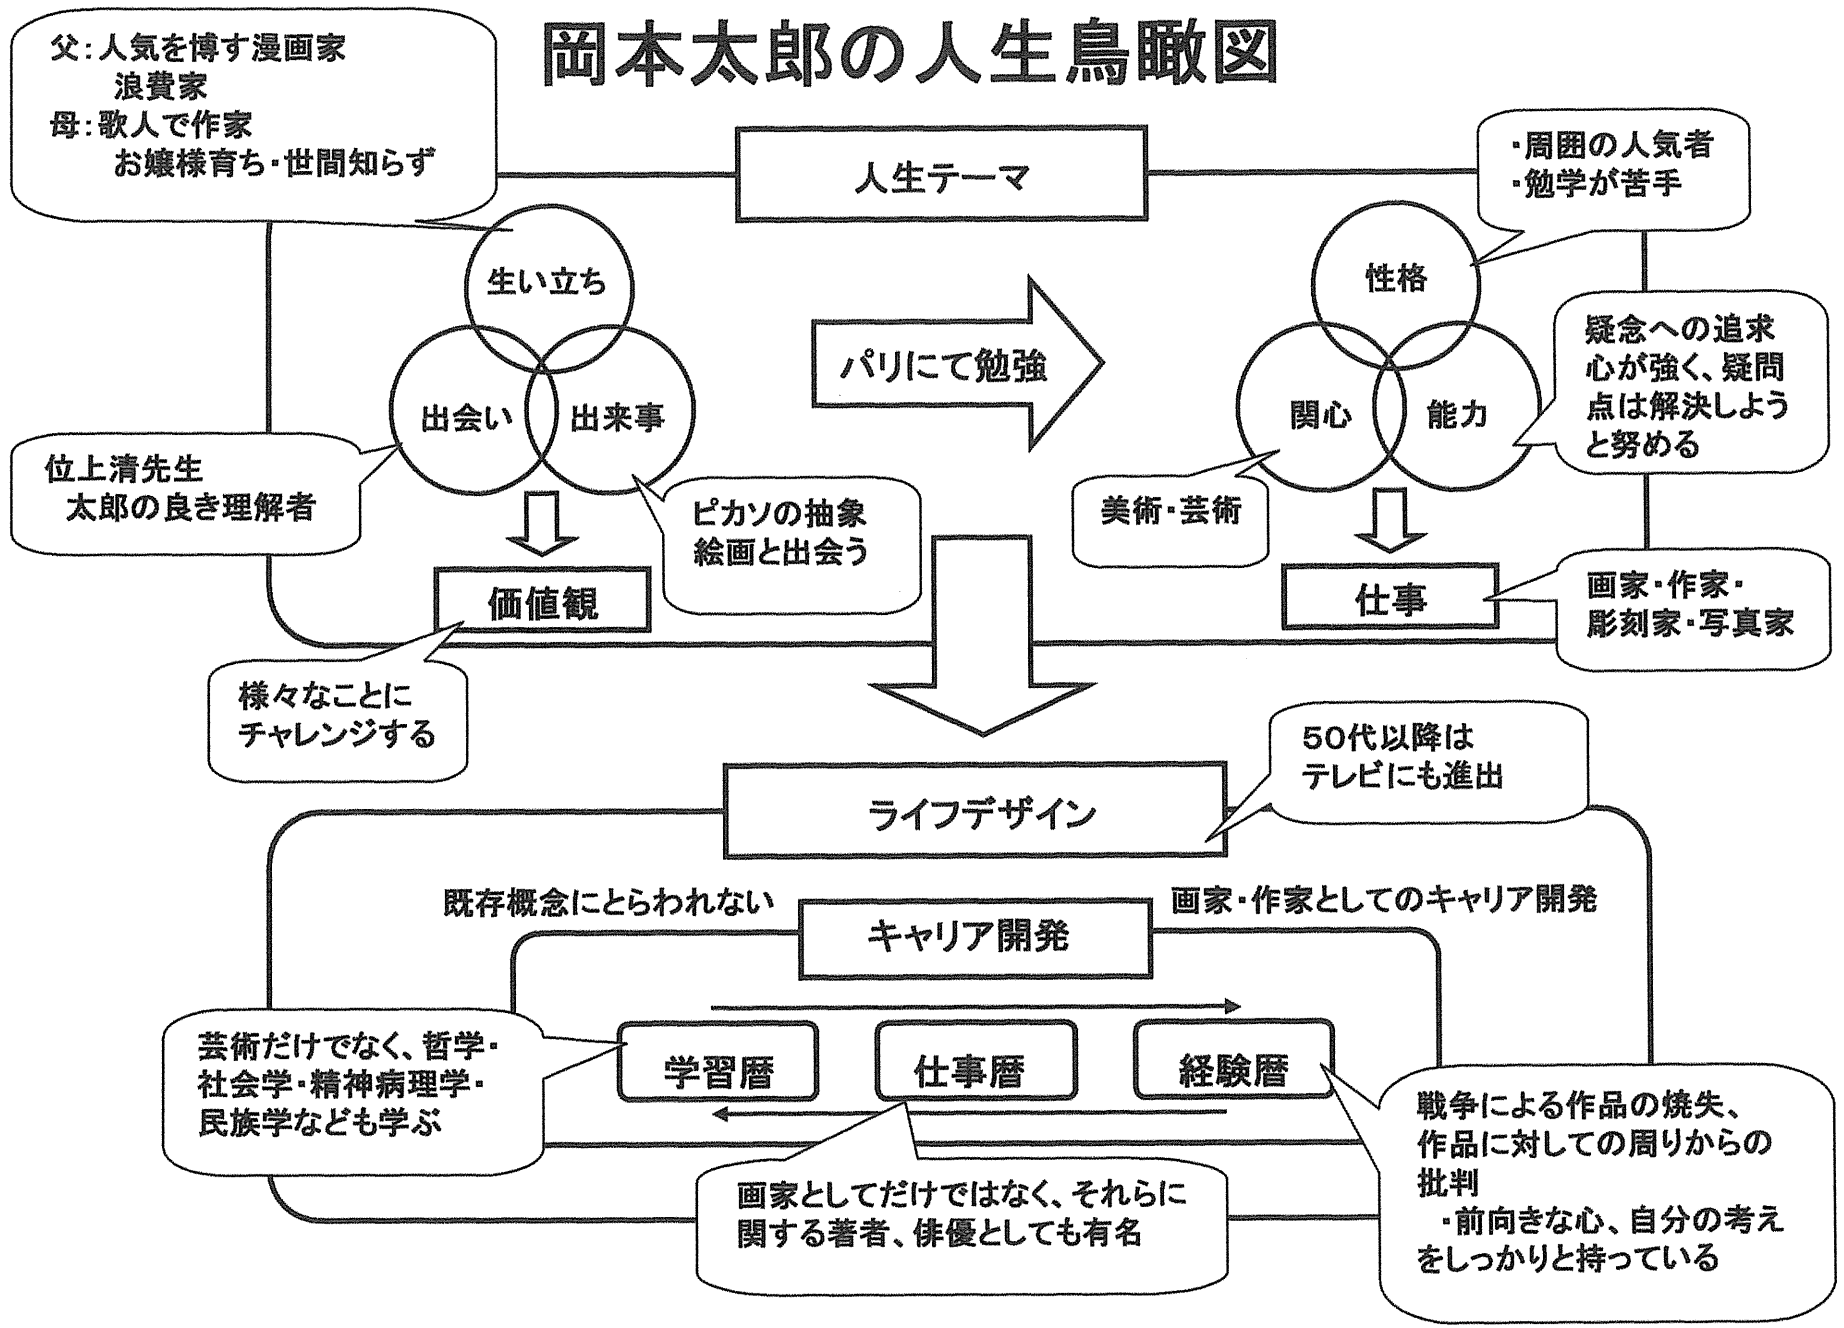 岡本太郎の人生鳥瞰図
父：人気を博す漫画家
浪費家
母：歌人で作家
お嬢様育ち・世間知らず
人生テーマ
・周囲の人気者
・勉学が苦手
生い立ち
出会い
出来事
パリにて勉強
性格
関心
能力
疑念への追求
心が強く、疑問
点は解決しよう
と努める
位上清先生
太郎の良き理解者
ピカソの抽象
絵画と出会う
美術・芸術
価値観
仕事
画家・作家・
彫刻家・写真家
様々なことに
チャレンジする
50代以降は
テレビにも進出
ライフデザイン
既存概念にとらわれない
画家・作家としてのキャリア開発
キャリア開発
芸術だけでなく、哲学・
社会学・精神病理学・
民族学なども学ぶ
学習暦
仕事暦
経験暦
戦争による作品の焼失、
作品に対しての周りからの
批判
・前向きな心、自分の考え
をしっかりと持っている
画家としてだけではなく、それらに
関する著者、俳優としても有名